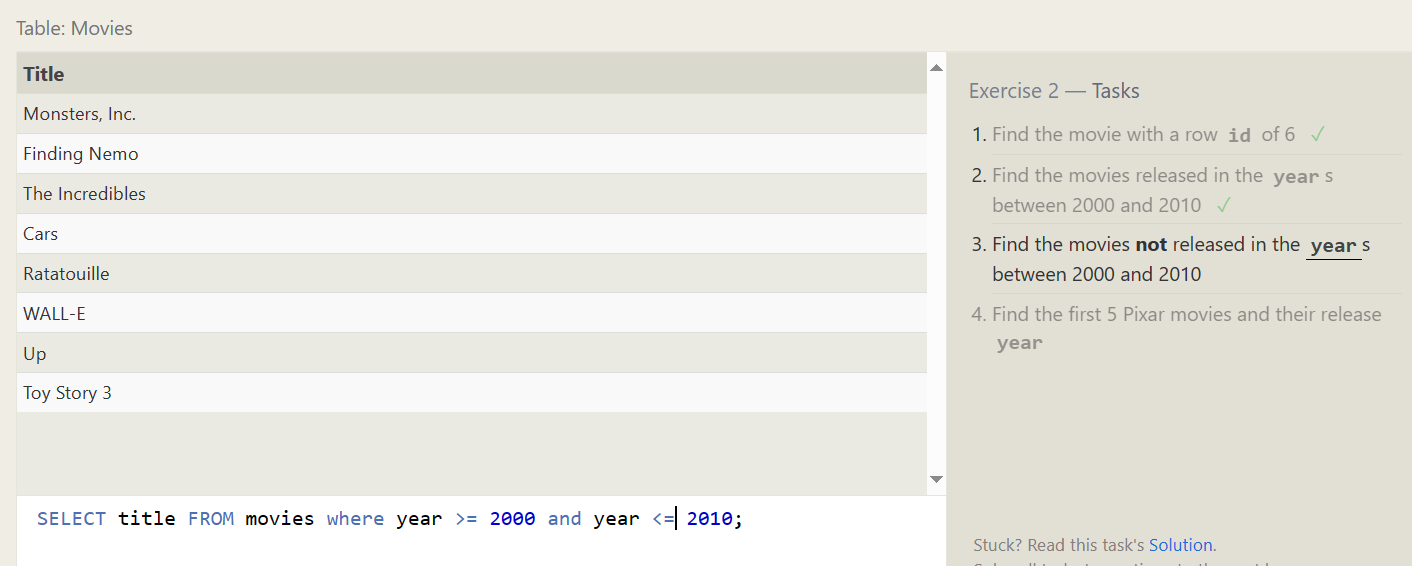 Table: Movies
Title
Monsters, Inc.
Finding Nemo
The Incredibles
Cars
Ratatouille
WALL-E
Up
Toy Story 3
SELECT title FROM movies where year >= 2000 and year <= 2010;
Exercise 2 — Tasks
1. Find the movie with a row id of 6 ✓
2. Find the movies released in the year s
between 2000 and 2010 ✓
3. Find the movies not released in the year s
between 2000 and 2010
4. Find the first 5 Pixar movies and their release
year
Stuck? Read this task's Solution.